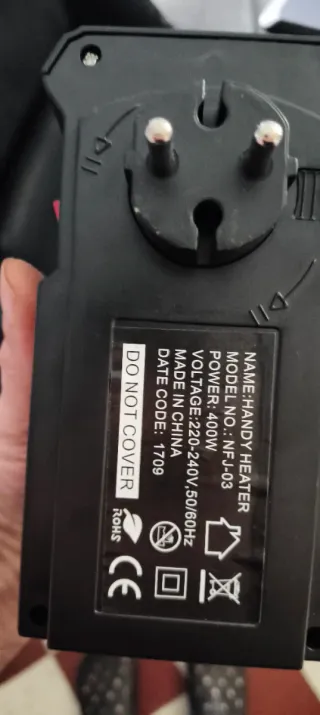 NAME:HANDY HEATER
MODEL NO.: NFJ-03
POWER: 400W
VOLTAGE:220-240V,50/60Hz
MADE IN CHINA
DATE CODE: 1709
DO NOT COVER
RoHS
CE